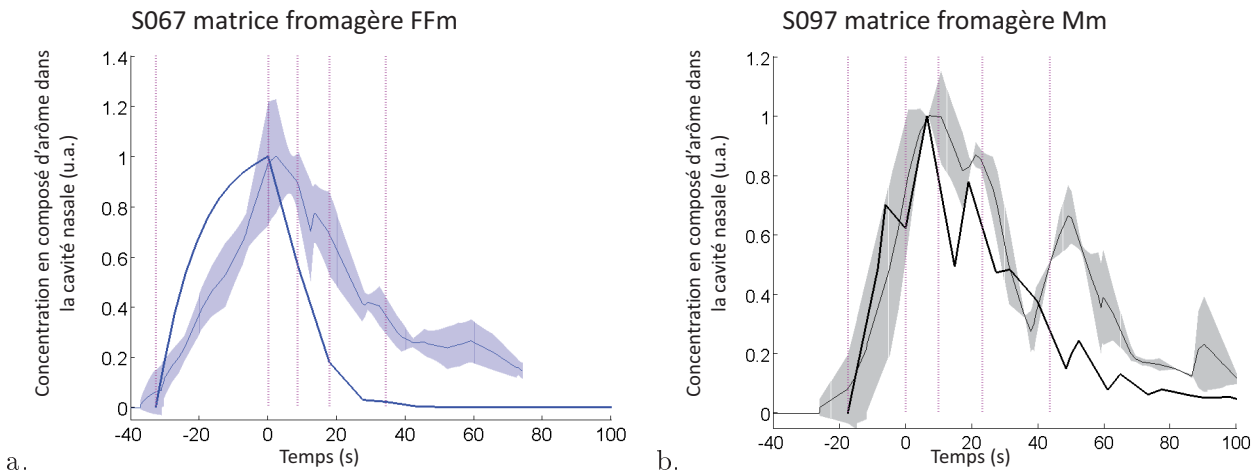 S067 matrice fromagère FFm
Concentration en composé d'arôme dans
la cavité nasale (u.a.)
1.4
1.2
1
0.8
0.6
0.4
0.2
0
-40 -20 0 20 40 60 80 100
Temps (s)
a.
S097 matrice fromagère Mm
Concentration en composé d'arôme dans
la cavité nasale (u.a.)
1.2
1
0.8
0.6
0.4
0.2
0
-40 -20 0 20 40 60 80 100
Temps (s)
b.